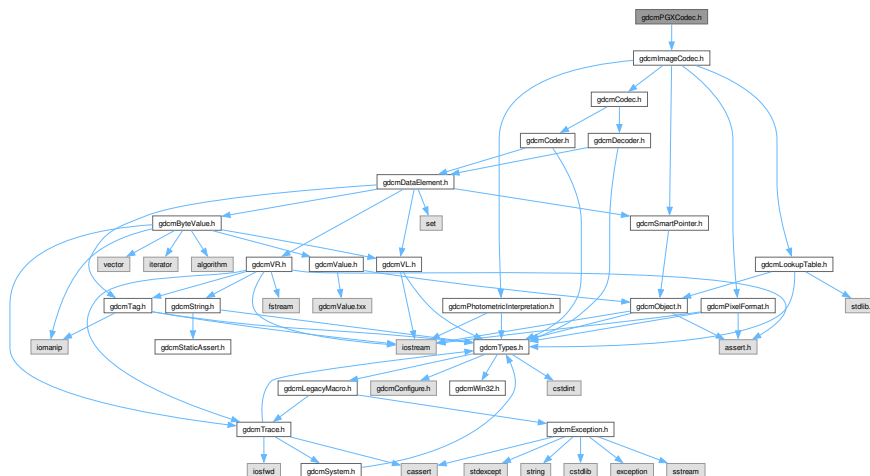 gdcmPGXCodec.h
gdcmImageCodec.h
gdcmCodec.h
gdcmCoder.h
gdcmDecoder.h
gdcmDataElement.h
gdcmByteValue.h
set
gdcmSmartPointer.h
vector
iterator
algorithm
gdcmVR.h
gdcmValue.h
gdcmVL.h
gdcmLookupTable.h
gdcmTag.h
gdcmString.h
fstream
gdcmValue.txx
gdcmPhotometricInterpretation.h
gdcmObject.h
gdcmPixelFormat.h
stdlib.
iomanip
gdcmStaticAssert.h
iostream
gdcmTypes.h
assert.h
gdcmLegacyMacro.h
gdcmConfigure.h
gdcmWin32.h
cstdint
gdcmTrace.h
gdcmException.h
iosfwd
gdcmSystem.h
cassert
stdexcept
string
cstdlib
exception
sstream